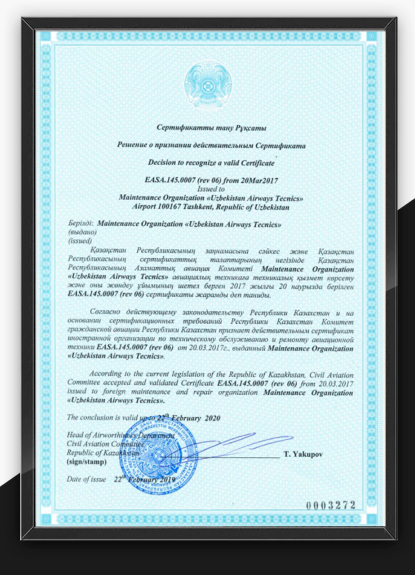 Сертификатты тану Рұқсаты
Решение о признании действительным Сертификата
Decision to recognize a valid Certificate
EASA.145.0007 (rev 06) from 20Mar2017
Issued to
Maintenance Organization «Uzbekistan Airways Tecnics»
Airport 100167 Tashkent, Republic of Uzbekistan
Берілді: Maintenance Organization «Uzbekistan Airways Tecnics»
(выдано)
(issued)
Қазақстан Республикасының заңнамасына сәйкес және Қазақстан
Республикасының сертификаттық талаптарының негізінде Қазақстан
Республикасының Азаматтық авиация Комитеті Maintenance Organization
«Uzbekistan Airways Tecnics» авиациялық техникаға техникалық қызмет көрсету
және оны жөндеу ұйымының шетел берген 2017 жылғы 20 наурызда берілген
EASA.145.0007 (rev 06) сертификаты жарамды деп таниды.
Согласно действующему законодательству Республики Казахстан и на
основании сертификационных требований Республики Казахстан Комитет
гражданской авиации Республики Казахстан признает действительным сертификат
иностранной организации по техническому обслуживанию и ремонту авиационной
техники EASA.145.0007 (rev 06) от 20.03.2017г., выданный Maintenance Organization
«Uzbekistan Airways Tecnics».
According to the current legislation of the Republic of Kazakhstan, Civil Aviation
Committee accepted and validated Certificate EASA.145.0007 (rev 06) from 20.03.2017
issued to foreign maintenance and repair organization Maintenance Organization
«Uzbekistan Airways Tecnics».
The conclusion is valid up to 22th February 2020
Head of Airworthiness Department
Civil Aviation Committee
Republic of Kazakhstan
(sign/stamp) T. Yakupov
Date of issue 22th February 2019
0003272